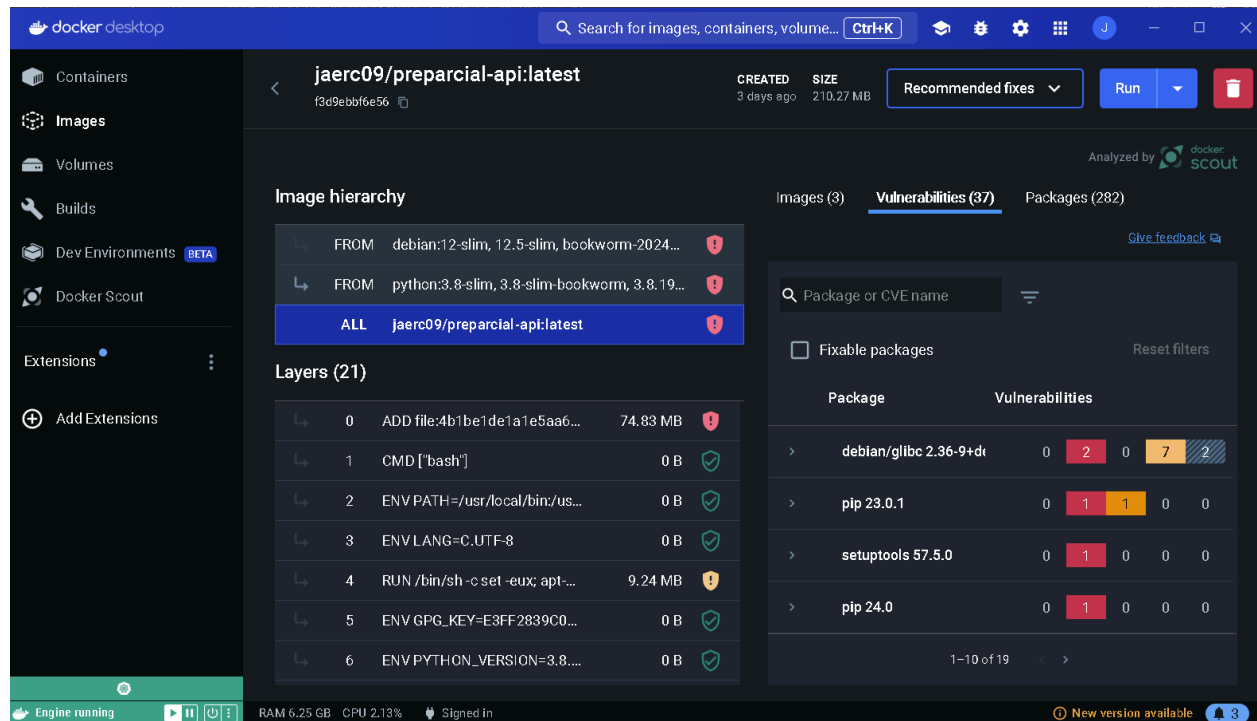 docker desktop
Search for images, containers, volume... Ctrl+K
J
Containers
Images
Volumes
Builds
Dev Environments BETA
Docker Scout
Extensions
Add Extensions
jaerc09/preparcial-api:latest
f3d9ebbf6e56
CREATED SIZE
3 days ago 210.27 MB
Recommended fixes
Run
Analyzed by docker scout
Image hierarchy
FROM debian:12-slim, 12.5-slim, bookworm-2024...
FROM python:3.8-slim, 3.8-slim-bookworm, 3.8.19...
ALL jaerc09/preparcial-api:latest
Layers (21)
0 ADD file:4b1be1de1a1e5aa6... 74.83 MB
1 CMD ["bash"] 0 B
2 ENV PATH=/usr/local/bin:/us... 0 B
3 ENV LANG=C.UTF-8 0 B
4 RUN /bin/sh -c set -eux; apt-... 9.24 MB
5 ENV GPG_KEY=E3FF2839C0... 0 B
6 ENV PYTHON_VERSION=3.8.... 0 B
Images (3) Vulnerabilities (37) Packages (282)
Give feedback
Package or CVE name
Fixable packages Reset filters
Package Vulnerabilities
debian/glibc 2.36-9+de 0 2 0 7 2
pip 23.0.1 0 1 1 0 0
setuptools 57.5.0 0 1 0 0 0
pip 24.0 0 1 0 0 0
1–10 of 19
Engine running
RAM 6.25 GB CPU 2.13% Signed in
New version available 3